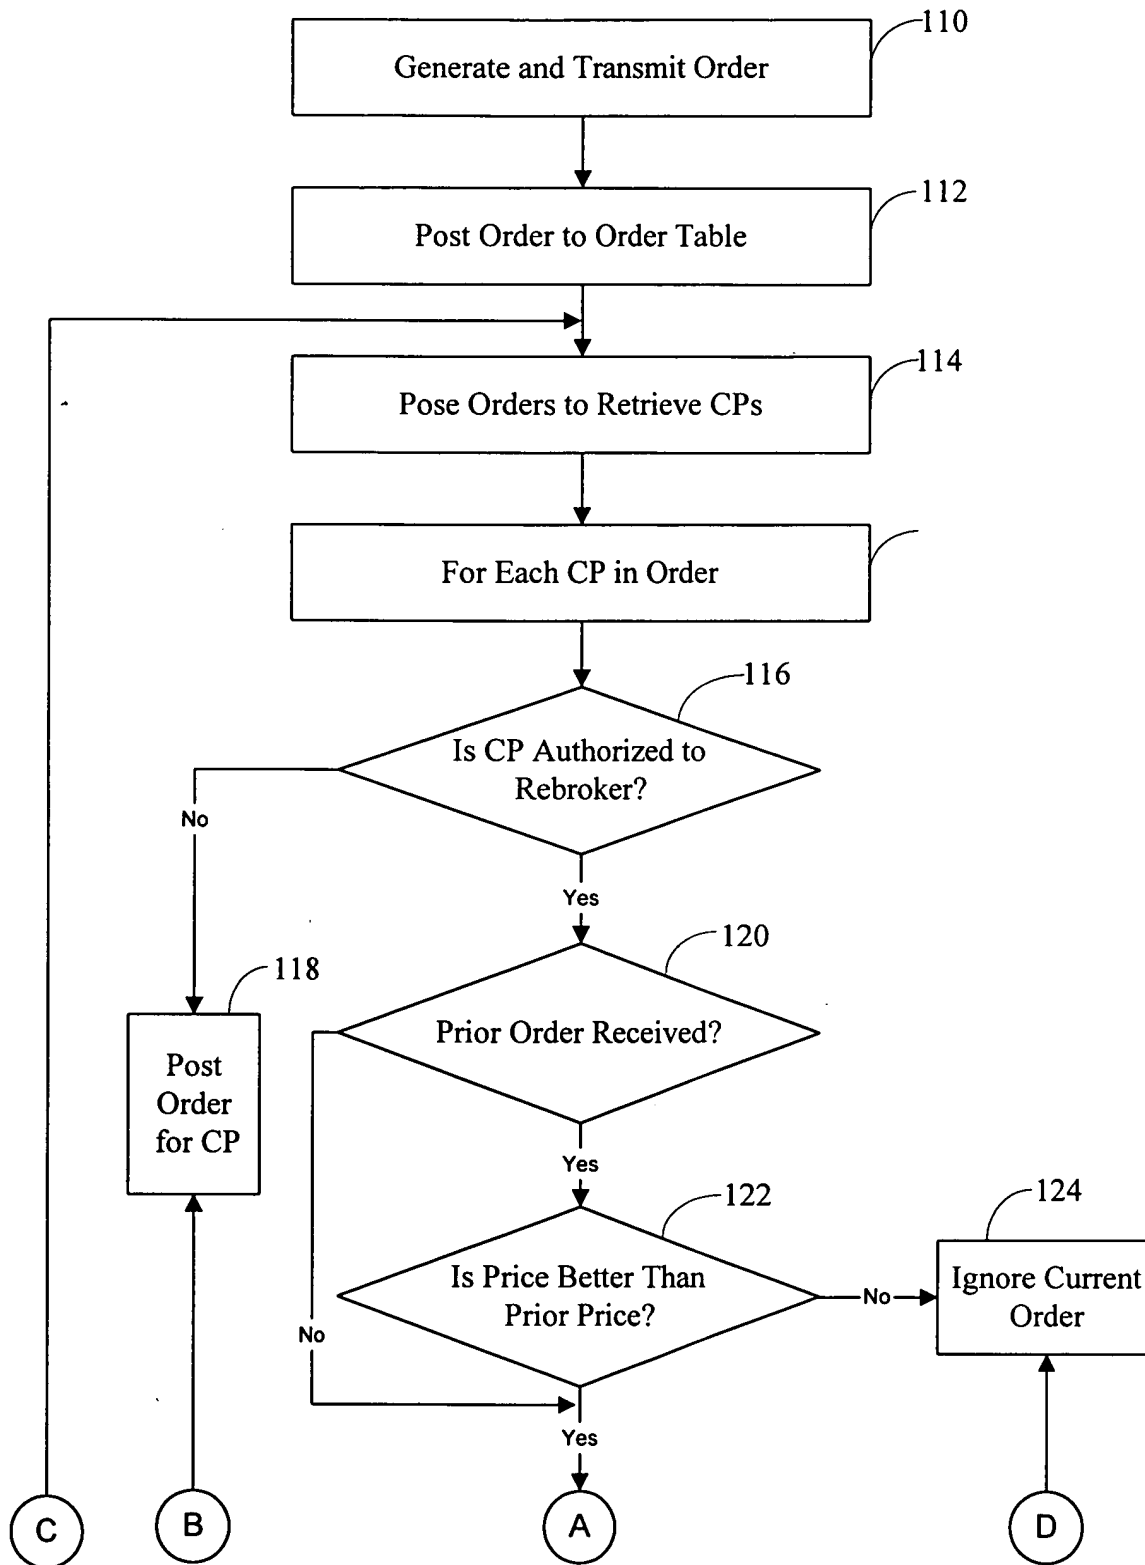 110
Generate and Transmit Order
112
Post Order to Order Table
114
Pose Orders to Retrieve CPs
For Each CP in Order
116
Is CP Authorized to
Rebroker?
No
Yes
120
118
Prior Order Received?
Post
Order
for CP
Yes
122
124
Is Price Better Than
Prior Price?
No
Ignore Current
Order
No
Yes
C
B
A
D